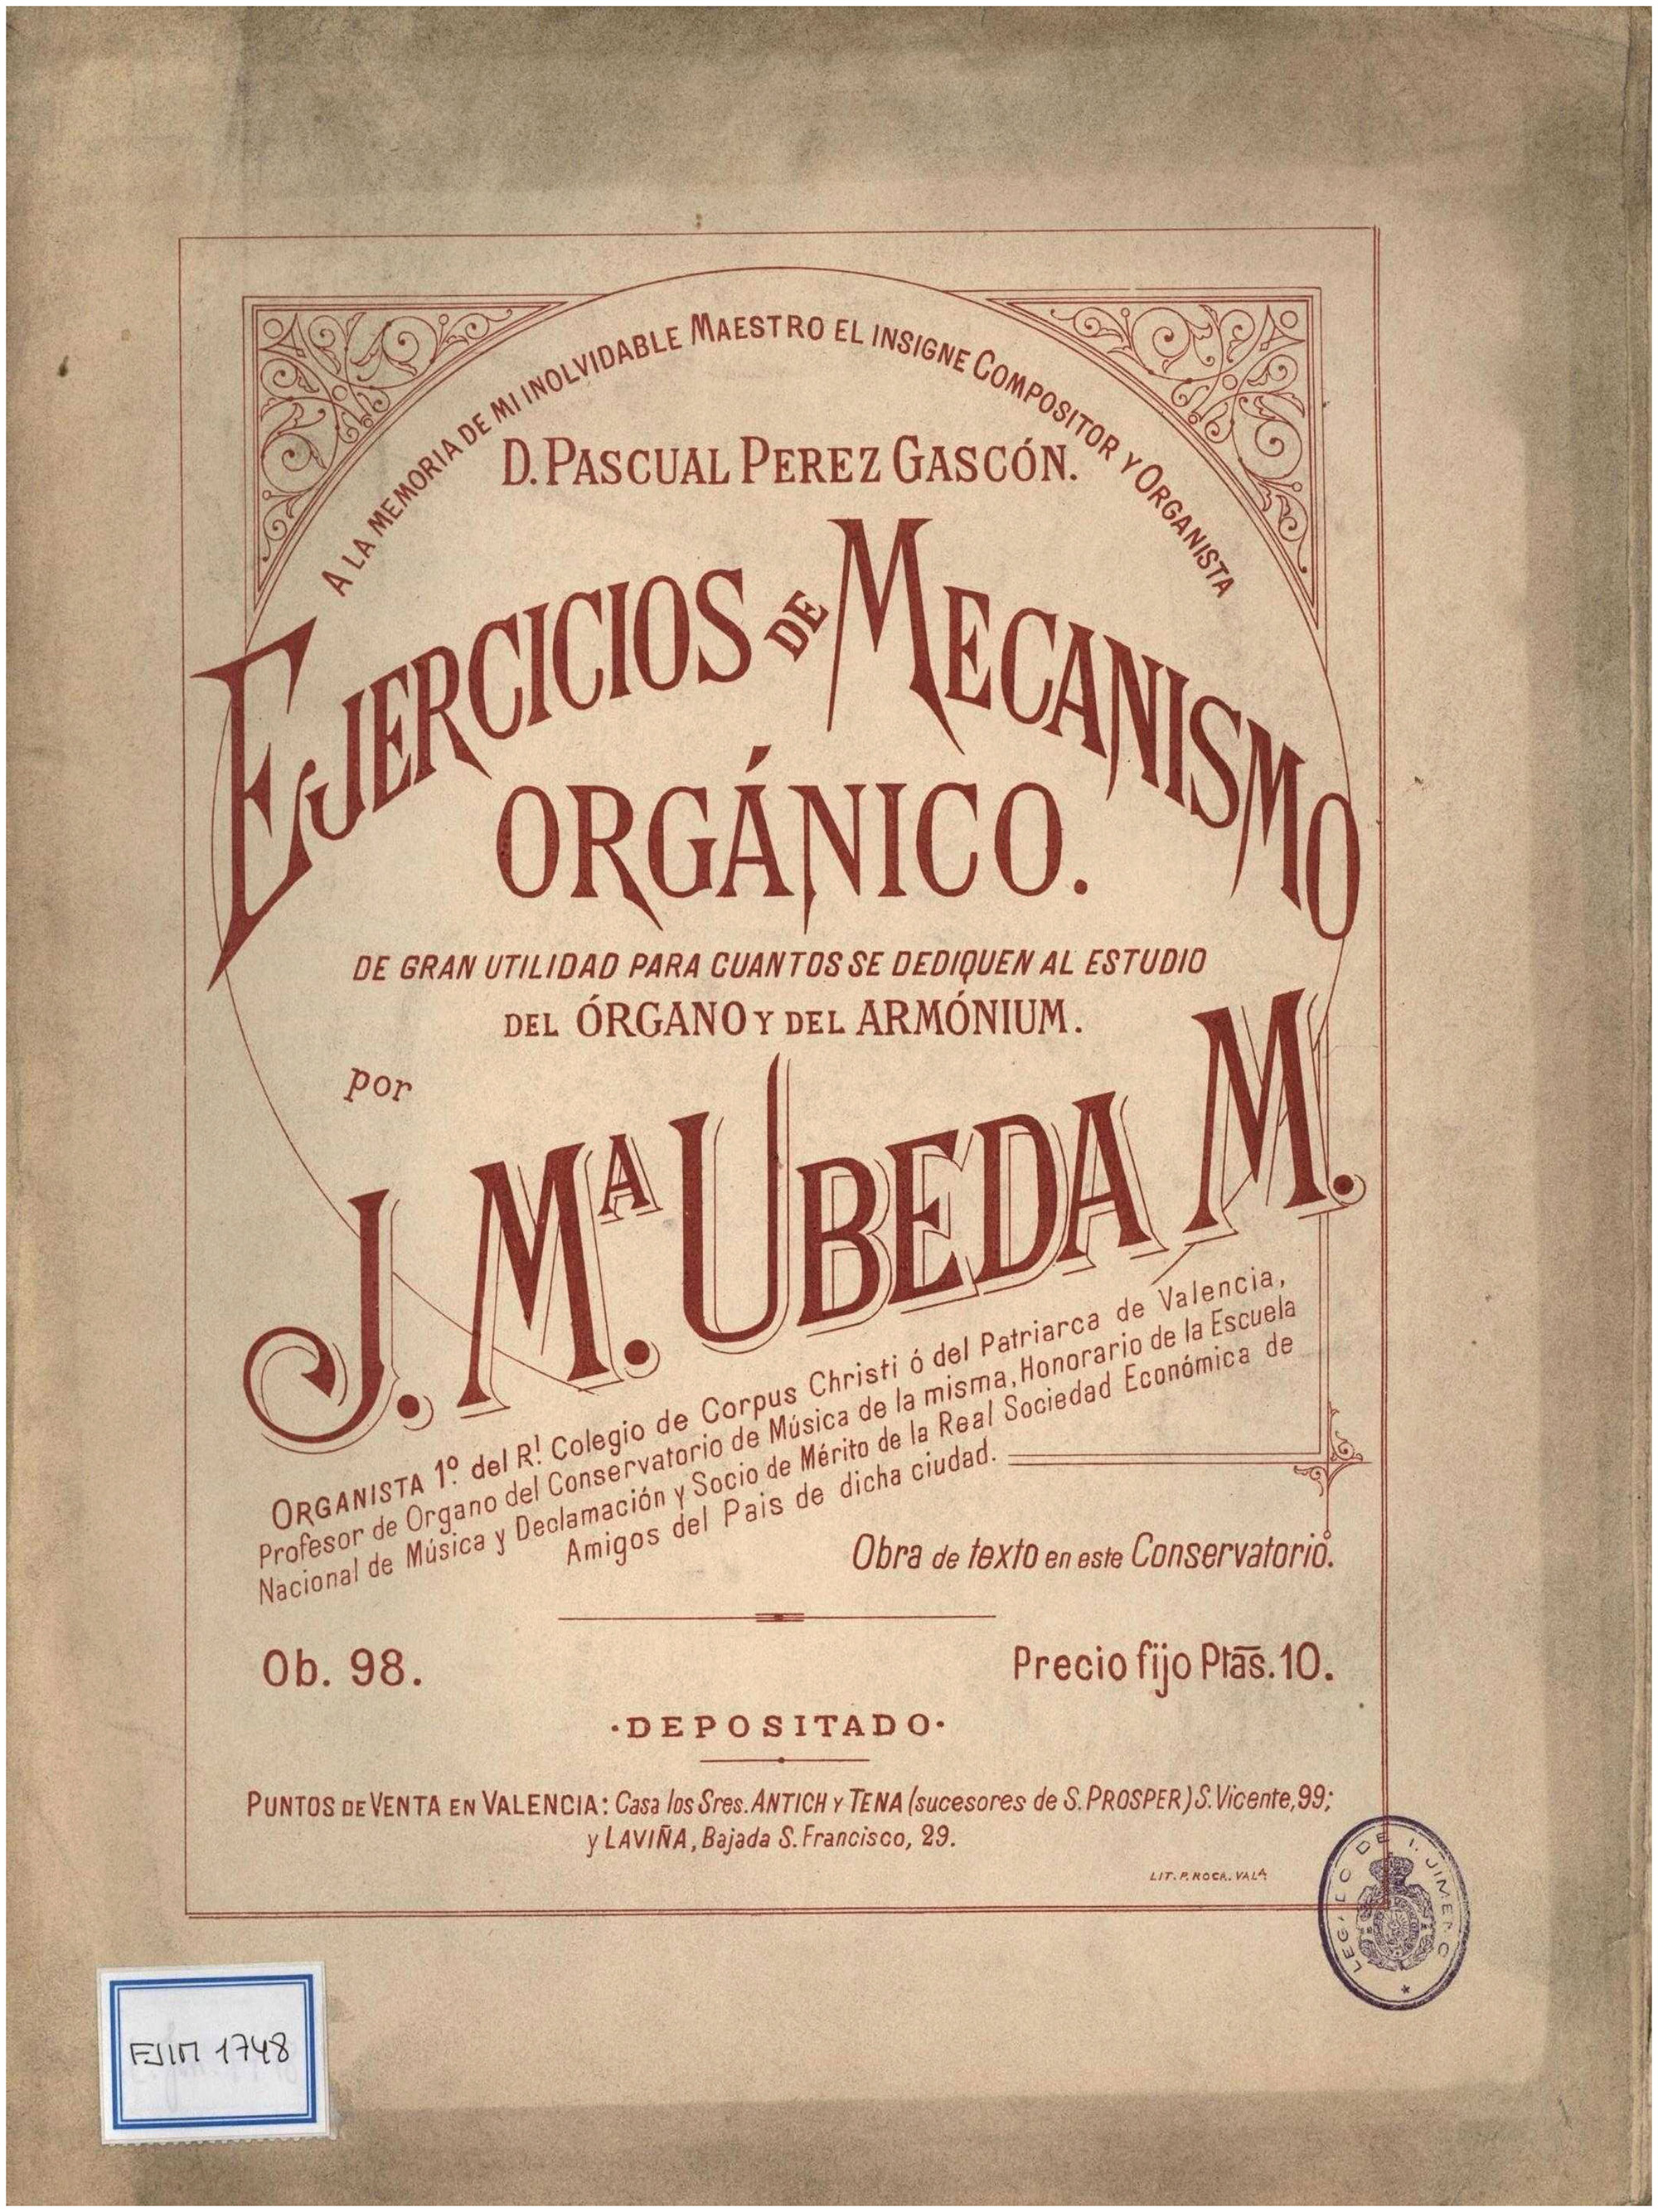 A LA MEMORIA DE MI INOLVIDABLE MAESTRO EL INSIGNE COMPOSITOR Y ORGANISTA
D. PASCUAL PEREZ GASCÓN.
EJERCICIOS DE MECANISMO
ORGÁNICO.
DE GRAN UTILIDAD PARA CUANTOS SE DEDIQUEN AL ESTUDIO
DEL ÓRGANO Y DEL ARMÓNIUM.
por
J. Mª. UBEDA M.
ORGANISTA 1º. del R! Colegio de Corpus Christi ó del Patriarca de Valencia,
Profesor de Organo del Conservatorio de Música de la misma, Honorario de la Escuela
Nacional de Música y Declamación y Socio de Mérito de la Real Sociedad Económica de
Amigos del Pais de dicha ciudad.
Obra de texto en este Conservatorio.
Ob. 98.
Precio fijo Ptas. 10.
·DEPOSITADO·
PUNTOS DE VENTA EN VALENCIA: Casa los Sres. ANTICH Y TENA (sucesores de S. PROSPER) S. Vicente, 99;
y LAVIÑA, Bajada S. Francisco, 29.
LIT. P. ROCA. VALª
LEGADO DE I. JIMENO
FJIM 1748